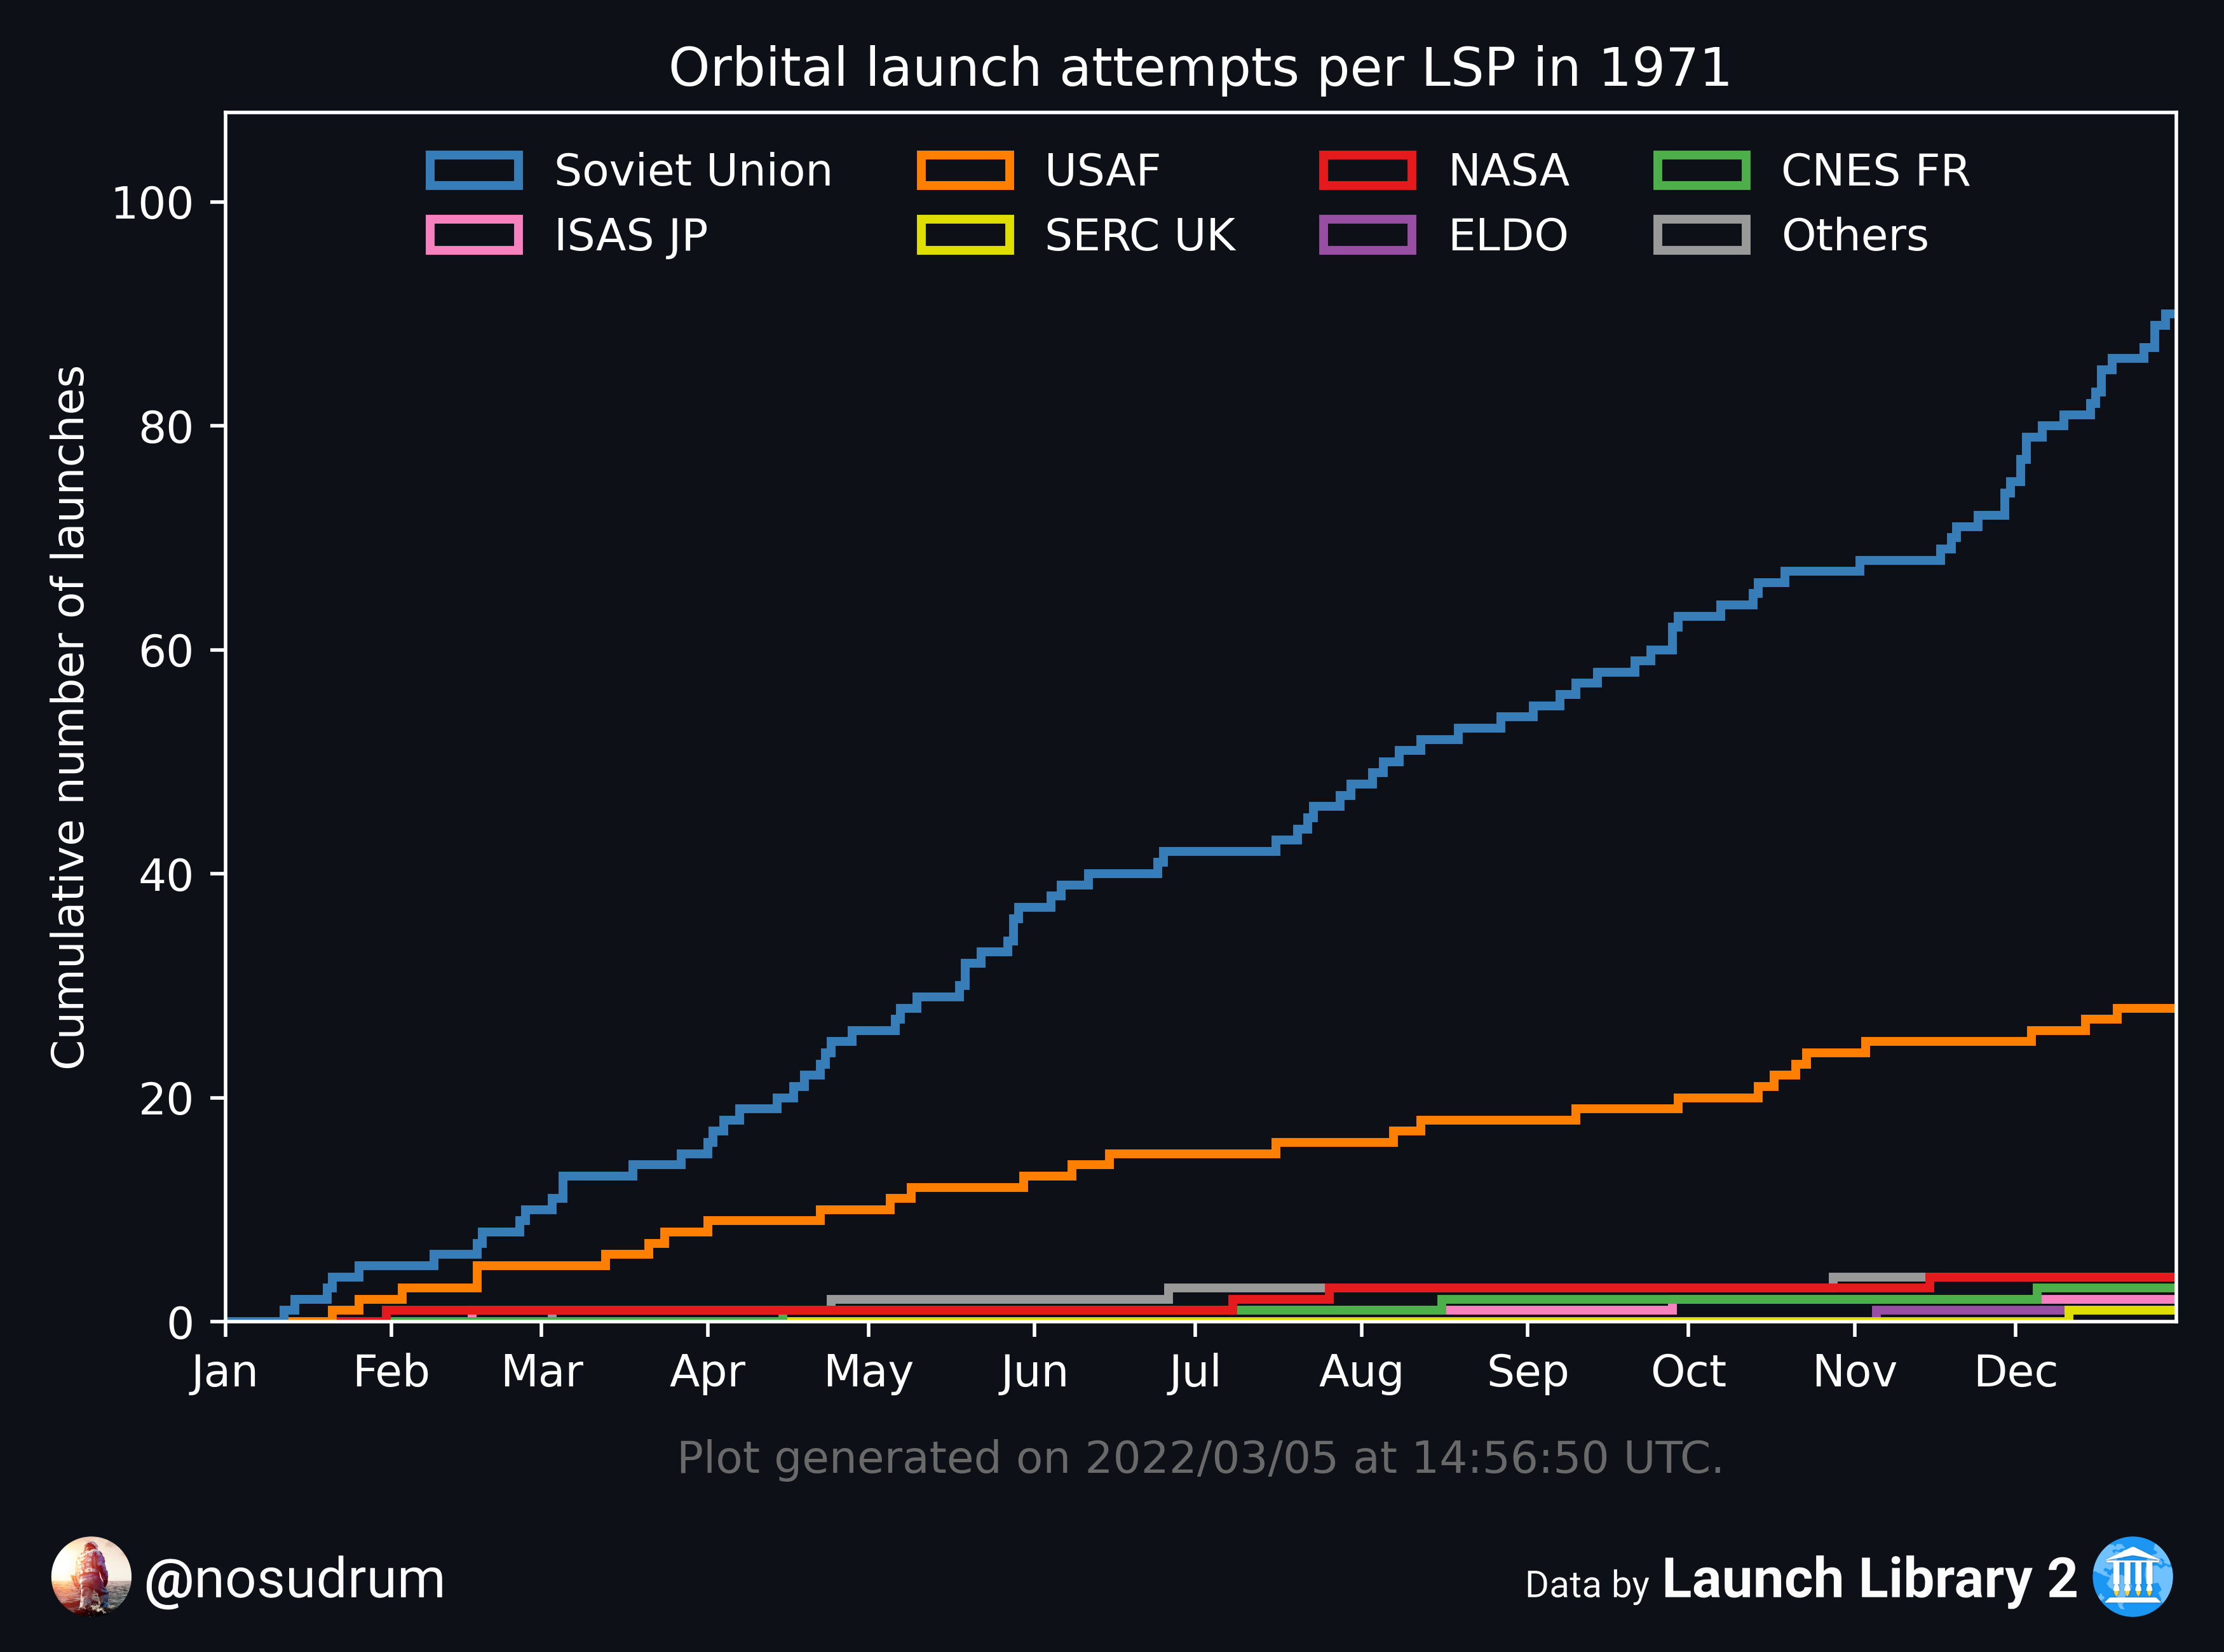 Orbital launch attempts per LSP in 1971
Soviet Union USAF NASA CNES FR
ISAS JP SERC UK ELDO Others
Cumulative number of launches
100
80
60
40
20
0
Jan Feb Mar Apr May Jun Jul Aug Sep Oct Nov Dec
Plot generated on 2022/03/05 at 14:56:50 UTC.
@nosudrum
Data by Launch Library 2